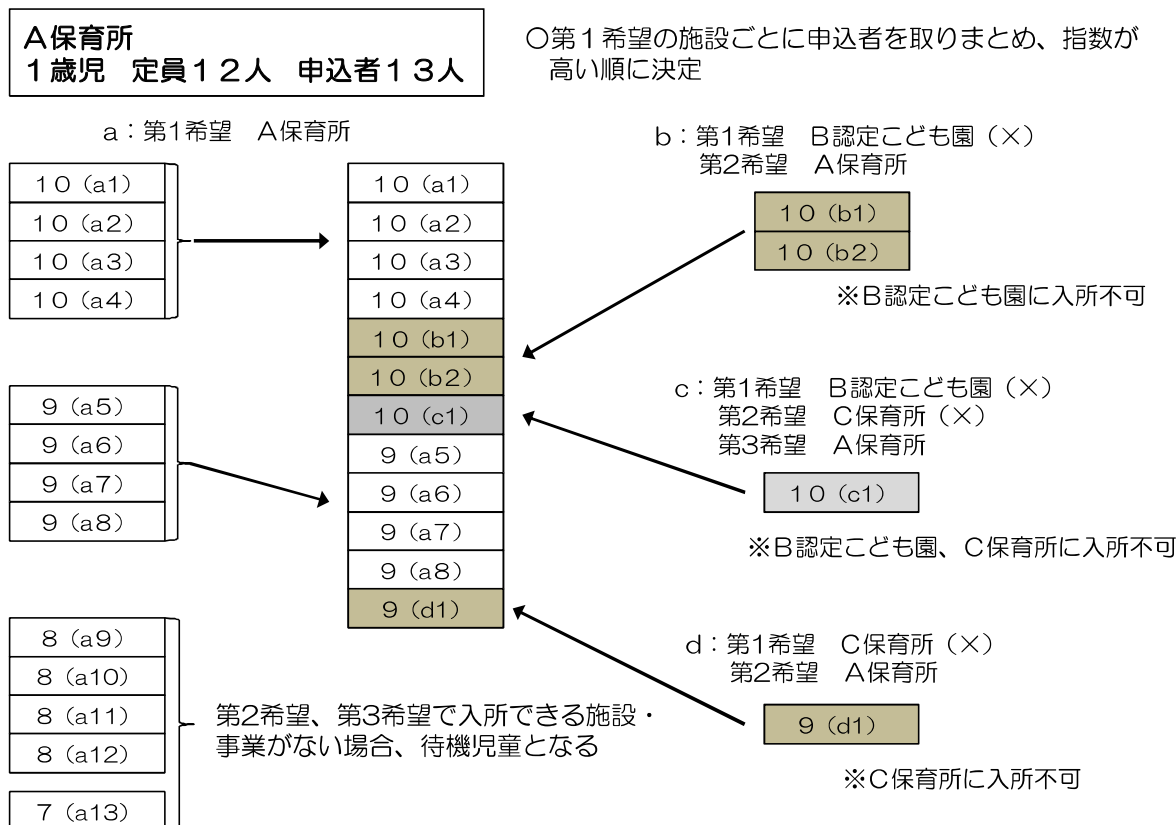 A保育所
1歳児　定員12人　申込者13人
○第1希望の施設ごとに申込者を取りまとめ、指数が
高い順に決定
a：第1希望　A保育所
10（a1）
10（a2）
10（a3）
10（a4）
9（a5）
9（a6）
9（a7）
9（a8）
8（a9）
8（a10）
8（a11）
8（a12）
7（a13）
10（a1）
10（a2）
10（a3）
10（a4）
10（b1）
10（b2）
10（c1）
9（a5）
9（a6）
9（a7）
9（a8）
9（d1）
第2希望、第3希望で入所できる施設・
事業がない場合、待機児童となる
b：第1希望　B認定こども園（×）
第2希望　A保育所
10（b1）
10（b2）
※B認定こども園に入所不可
c：第1希望　B認定こども園（×）
第2希望　C保育所（×）
第3希望　A保育所
10（c1）
※B認定こども園、C保育所に入所不可
d：第1希望　C保育所（×）
第2希望　A保育所
9（d1）
※C保育所に入所不可